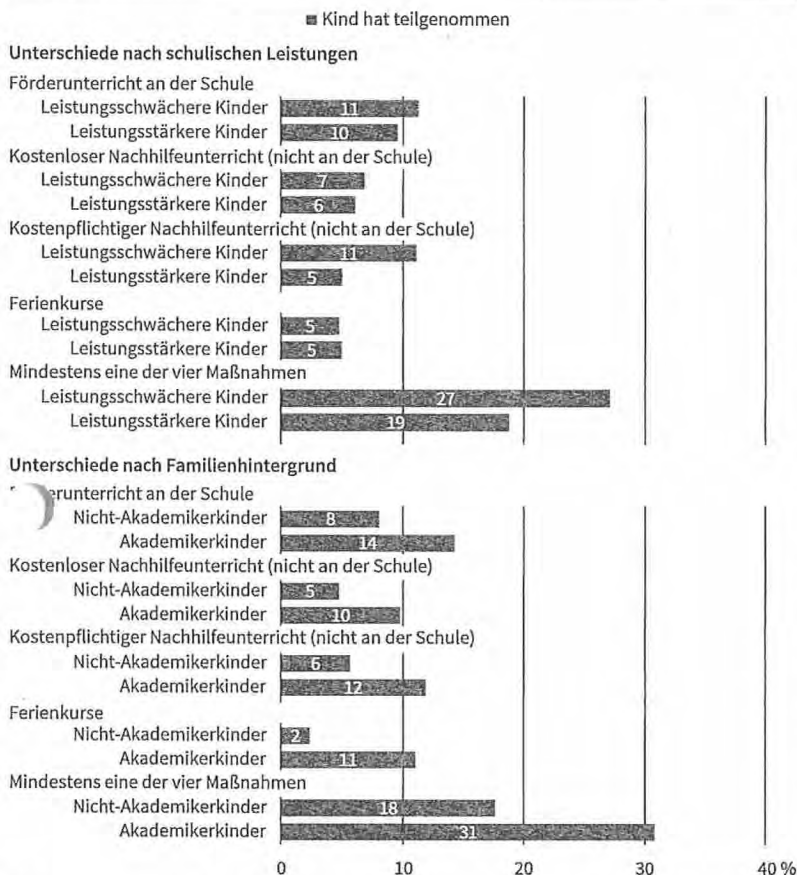 Kind hat teilgenommen
Unterschiede nach schulischen Leistungen
Förderunterricht an der Schule
Leistungsschwächere Kinder 11
Leistungsstärkere Kinder 10
Kostenloser Nachhilfeunterricht (nicht an der Schule)
Leistungsschwächere Kinder 7
Leistungsstärkere Kinder 6
Kostenpflichtiger Nachhilfeunterricht (nicht an der Schule)
Leistungsschwächere Kinder 11
Leistungsstärkere Kinder 5
Ferienkurse
Leistungsschwächere Kinder 5
Leistungsstärkere Kinder 5
Mindestens eine der vier Maßnahmen
Leistungsschwächere Kinder 27
Leistungsstärkere Kinder 19
Unterschiede nach Familienhintergrund
erunterricht an der Schule
Nicht-Akademikerkinder 8
Akademikerkinder 14
Kostenloser Nachhilfeunterricht (nicht an der Schule)
Nicht-Akademikerkinder 5
Akademikerkinder 10
Kostenpflichtiger Nachhilfeunterricht (nicht an der Schule)
Nicht-Akademikerkinder 6
Akademikerkinder 12
Ferienkurse
Nicht-Akademikerkinder 2
Akademikerkinder 11
Mindestens eine der vier Maßnahmen
Nicht-Akademikerkinder 18
Akademikerkinder 31
0 10 20 30 40 %